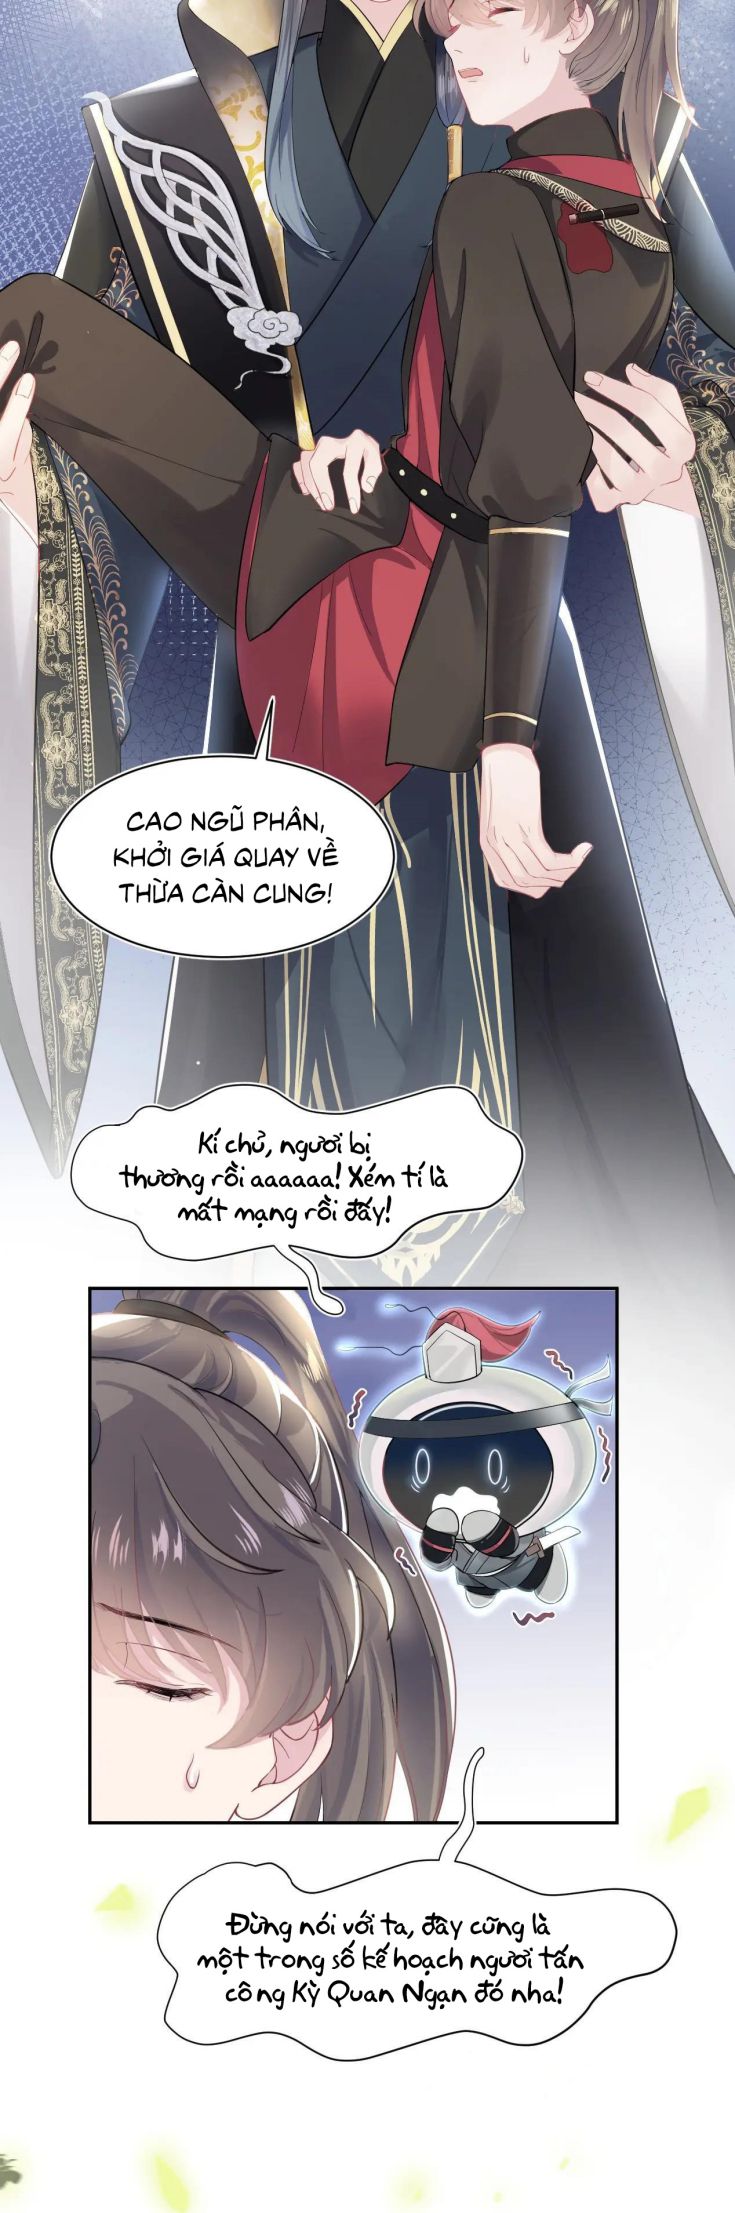 CAO NGŨ PHÂN,
KHỞI GIÁ QUAY VỀ
THỪA CÀN CUNG!
Kí chủ, ngươi bị
thương rồi aaaaaa! Xém tí là
mất mạng rồi đấy!
Đừng nói với ta, đây cũng là
một trong số kế hoạch ngươi tấn
công Kỳ Quan Ngạn đó nha!